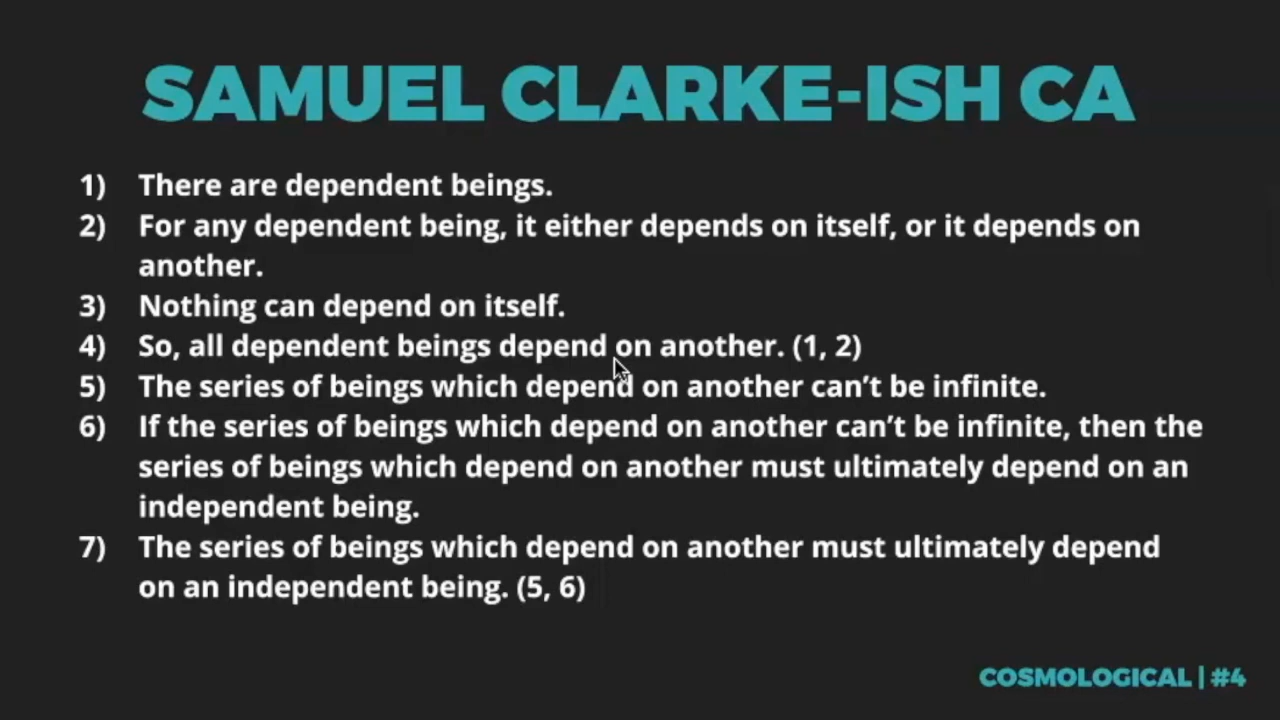 SAMUEL CLARKE-ISH CA
1) There are dependent beings.
2) For any dependent being, it either depends on itself, or it depends on
another.
3) Nothing can depend on itself.
4) So, all dependent beings depend on another. (1, 2)
5) The series of beings which depend on another can’t be infinite.
6) If the series of beings which depend on another can’t be infinite, then the
series of beings which depend on another must ultimately depend on an
independent being.
7) The series of beings which depend on another must ultimately depend
on an independent being. (5, 6)
COSMOLOGICAL | #4